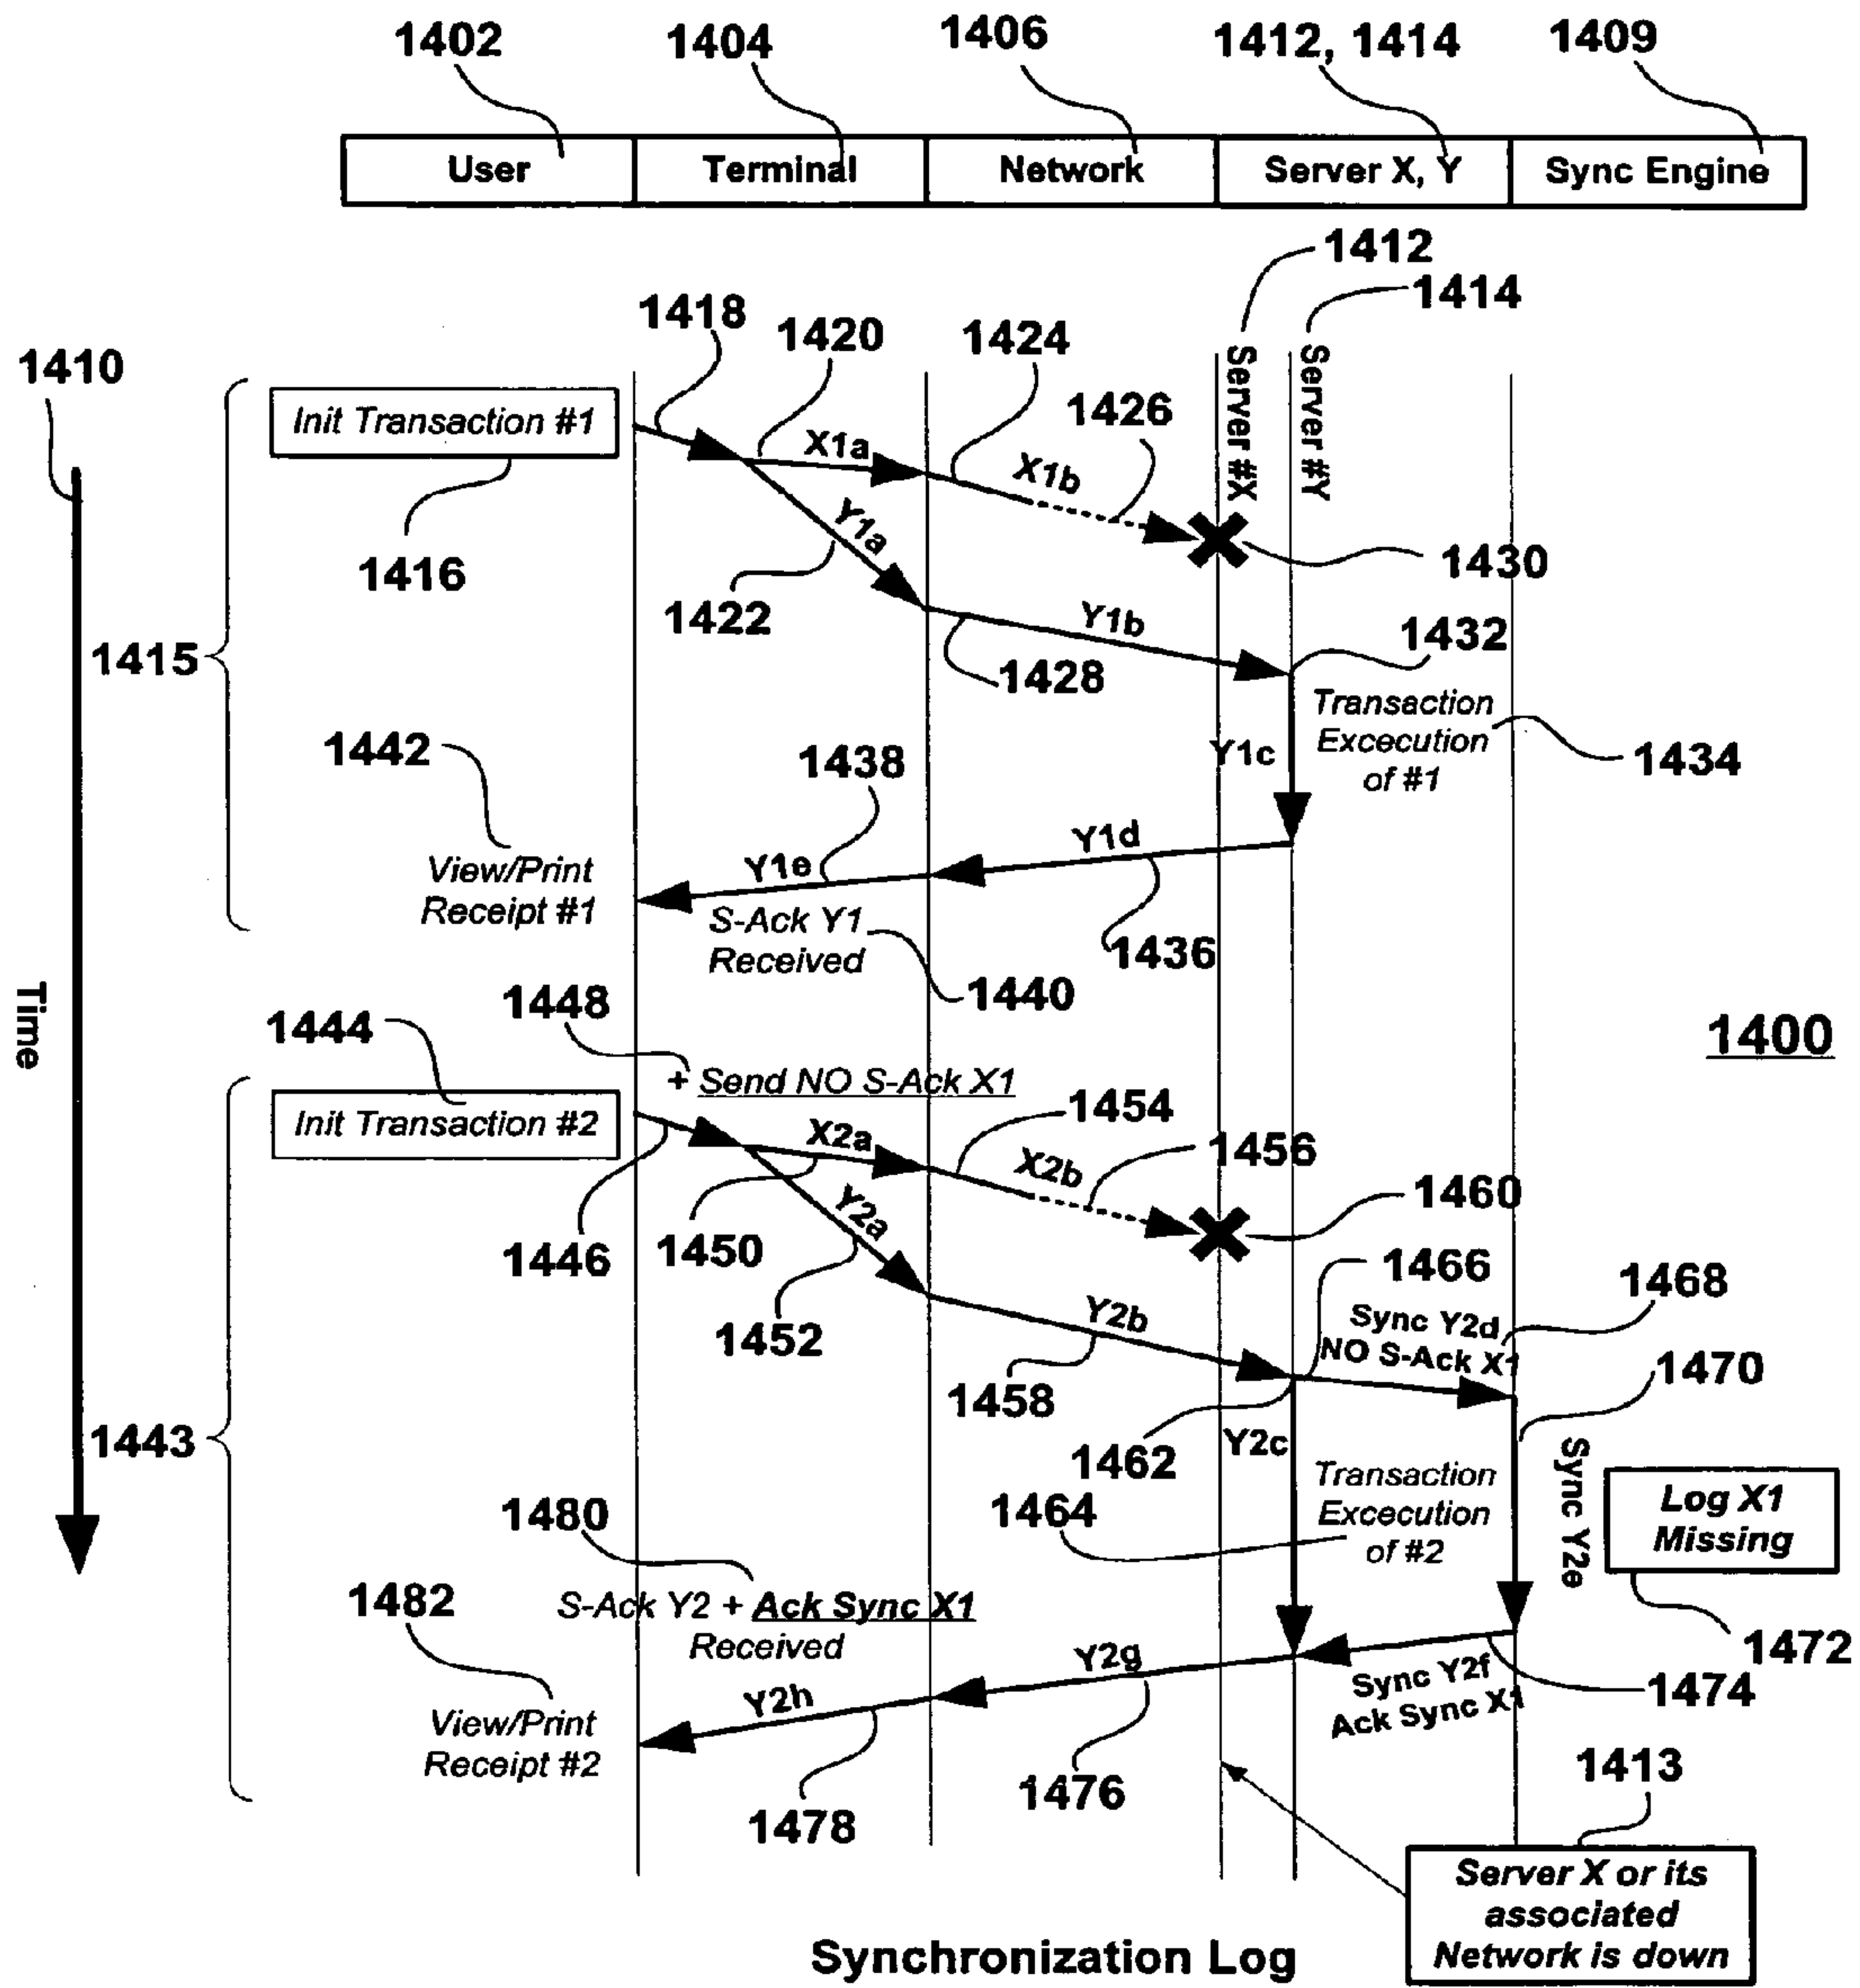 1402
1404
1406
1412, 1414
1409
User
Terminal
Network
Server X, Y
Sync Engine
1412
1414
1418
1420
1424
1426
1410
Server #X
Server #Y
Init Transaction #1
X1a
X1b
Y1a
1416
1422
1430
1415
Y1b
1428
1432
Transaction
Excecution
of #1
1434
Y1c
1442
1438
Y1d
Y1e
View/Print
Receipt #1
S-Ack Y1
Received
1436
1440
Time
1448
1444
1400
+ Send NO S-Ack X1
1454
Init Transaction #2
X2a
X2b
1456
Y2a
1460
1446
1450
1452
1466
1468
Y2b
Sync Y2d
NO S-Ack X1
1470
1458
1443
1462
Y2c
Sync Y2e
Transaction
Excecution
of #2
Log X1
Missing
1480
1464
S-Ack Y2 + Ack Sync X1
Received
1482
1472
Y2g
Y2h
Sync Y2f
Ack Sync X1
1474
View/Print
Receipt #2
1478
1476
1413
Server X or its
associated
Network is down
Synchronization Log